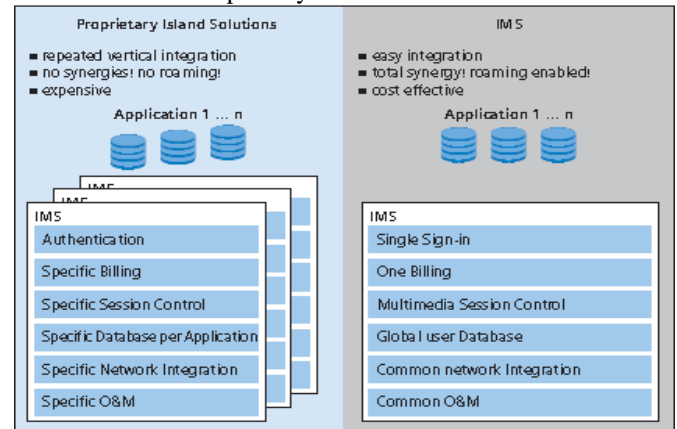 Proprietary Island Solutions
▪ repeated vertical integration
▪ no synergies! no roaming!
▪ expensive
Application 1 ... n
IMS
IMS
IMS
Authentication
Specific Billing
Specific Session Control
Specific Database per Application
Specific Network Integration
Specific O&M
IMS
▪ easy integration
▪ total synergy! roaming enabled!
▪ cost effective
Application 1 ... n
IMS
Single Sign-in
One Billing
Multimedia Session Control
Global user Database
Common network Integration
Common O&M